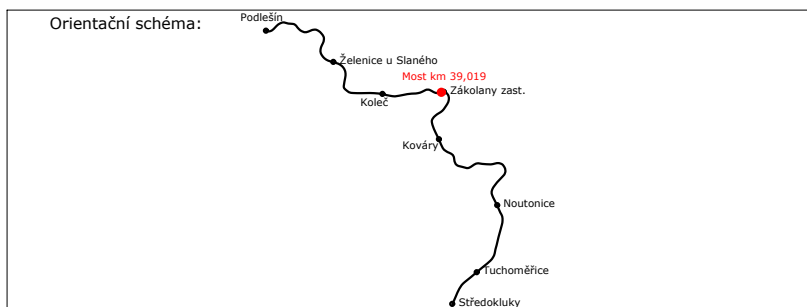 Orientační schéma:
Podlešín
Želenice u Slaného
Most km 39,019
Zákolany zast.
Koleč
Kováry
Noutonice
Tuchoměřice
Středokluky